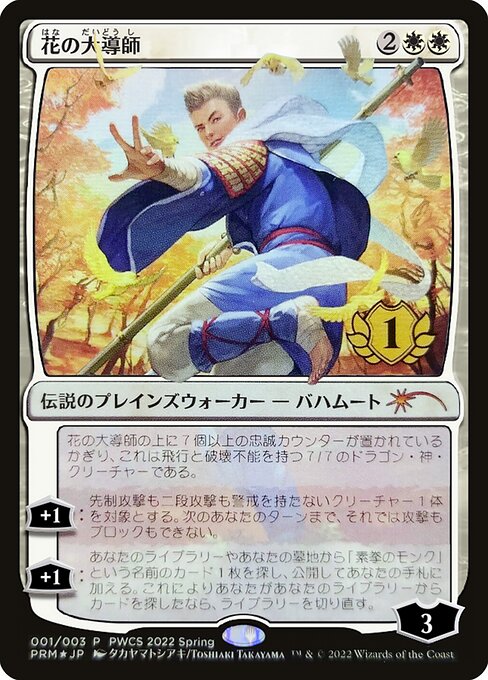 はな だいどうし
花の大導師
2
1
伝説のプレインズウォーカー ― バハムート
花の大導師の上に7個以上の忠誠カウンターが置かれている
かぎり、これは飛行と破壊不能を持つ7/7のドラゴン・神・
クリーチャーである。
+1 : 先制攻撃も二段攻撃も警戒を持たないクリーチャー1体
を対象とする。次のあなたのターンまで、それでは攻撃も
ブロックもできない。
+1 : あなたのライブラリーやあなたの墓地から「素拳のモンク」
という名前のカード1枚を探し、公開してあなたの手札に
加える。これによりあなたがあなたのライブラリーから
カードを探したなら、ライブラリーを切り直す。
3
001/003 P PWCS 2022 Spring
PRM★JP タカヤマトシアキ/Toshiaki Takayama ™ & © 2022 Wizards of the Coast